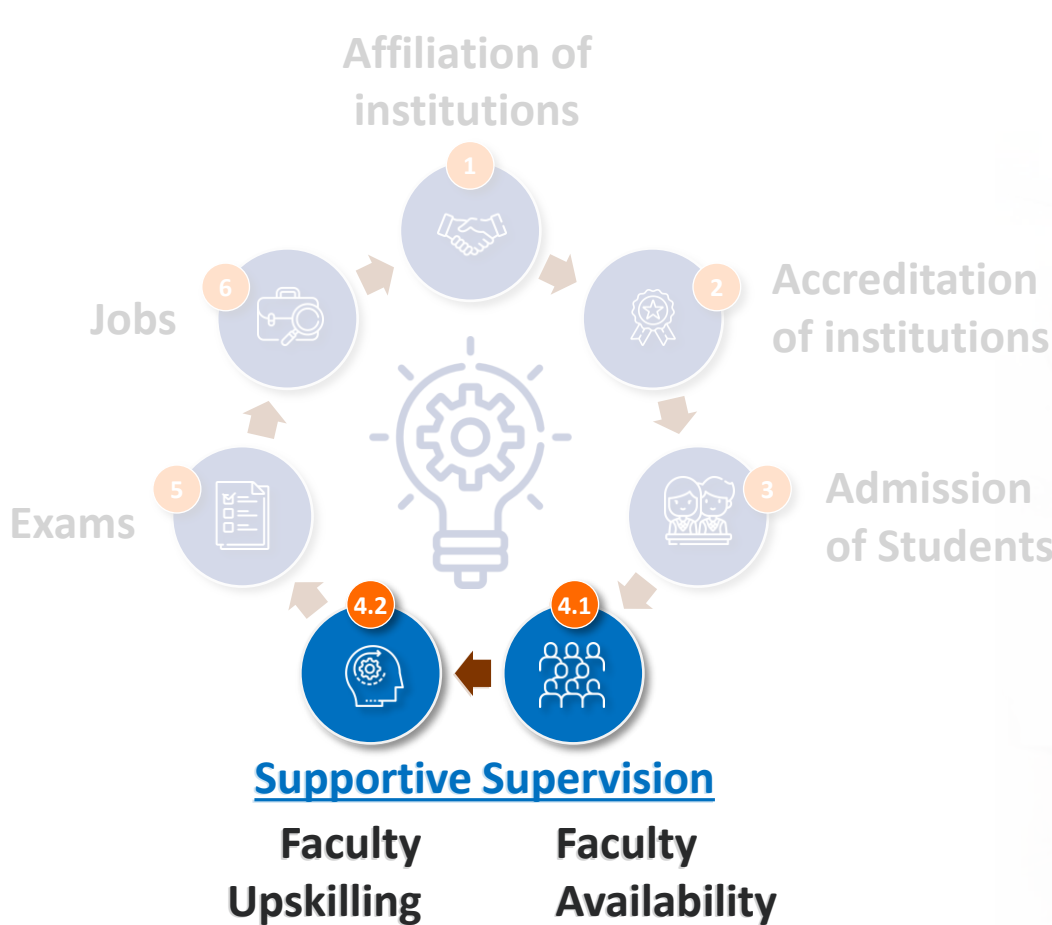 Affiliation of
institutions
1
2
Accreditation
of institutions
6
Jobs
3
Admission
of Students
5
Exams
4.2
4.1
Supportive Supervision
Faculty
Upskilling
Faculty
Availability